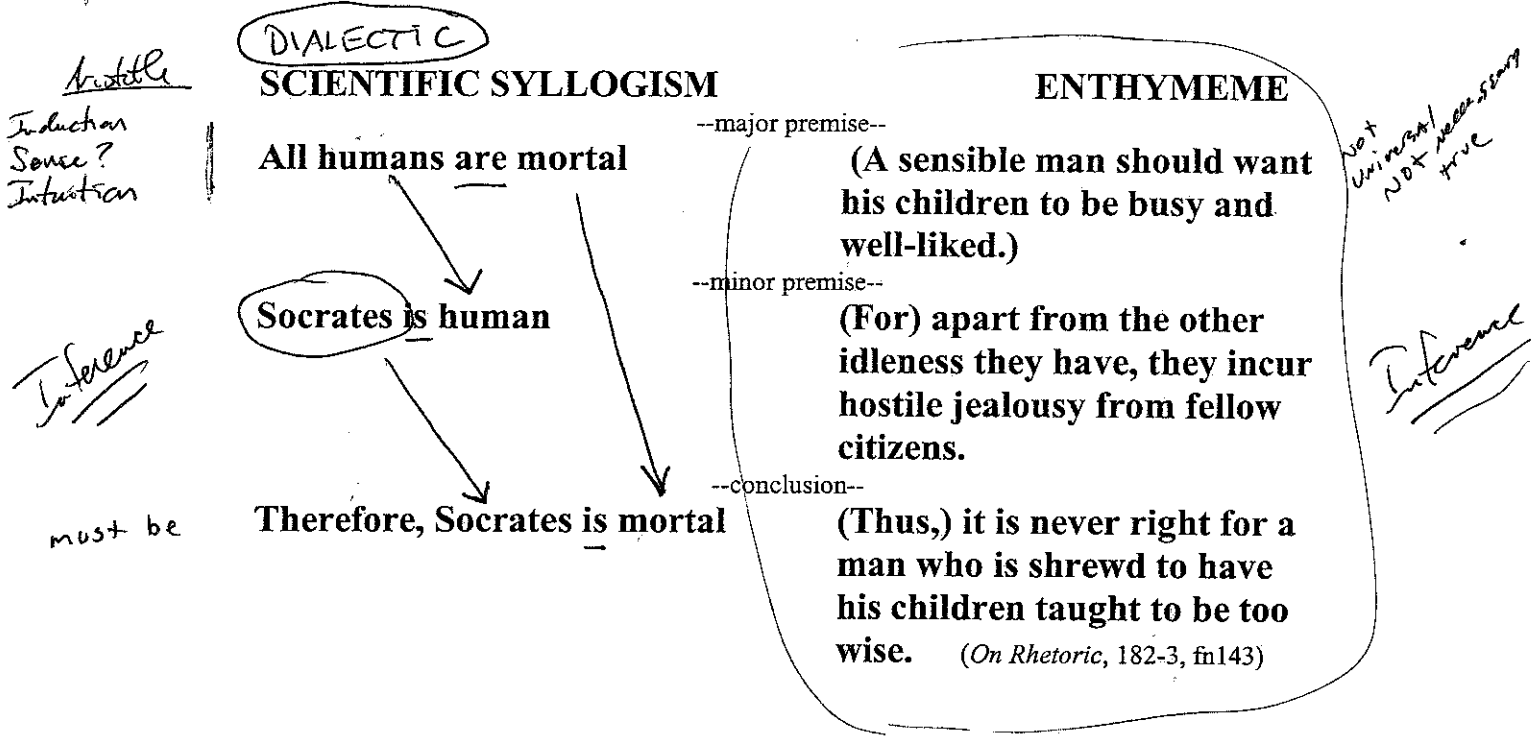 DIALECTIC
Aristotle
SCIENTIFIC SYLLOGISM
ENTHYMEME
Induction
Sense?
Intuition
--major premise--
All humans are mortal
(A sensible man should want
his children to be busy and
well-liked.)
Not
universal
Not necessary
true
--minor premise--
Inference
Socrates is human
(For) apart from the other
idleness they have, they incur
hostile jealousy from fellow
citizens.
Inference
--conclusion--
must be
Therefore, Socrates is mortal
(Thus,) it is never right for a
man who is shrewd to have
his children taught to be too
wise. (On Rhetoric, 182-3, fn143)